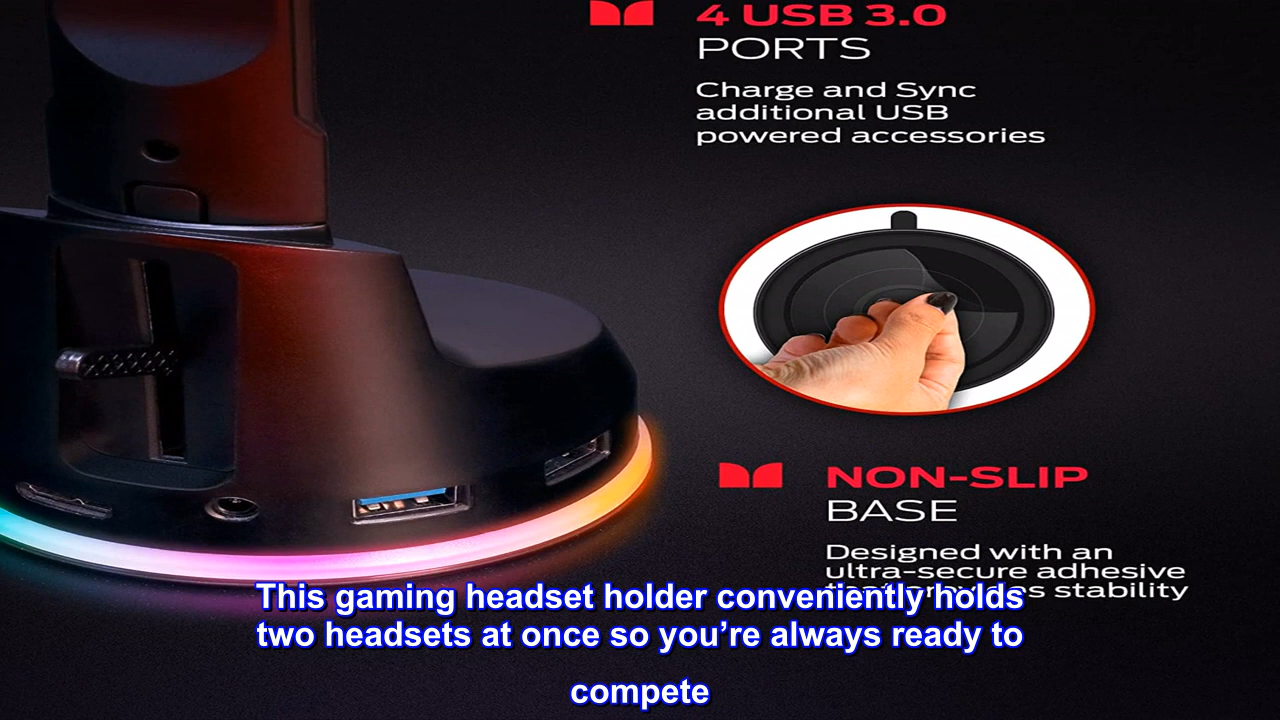 4 USB 3.0
PORTS
Charge and Sync
additional USB
powered accessories
NON-SLIP
BASE
Designed with an
ultra-secure adhesive
stability
This gaming headset holder conveniently holds
two headsets at once so you’re always ready to
compete